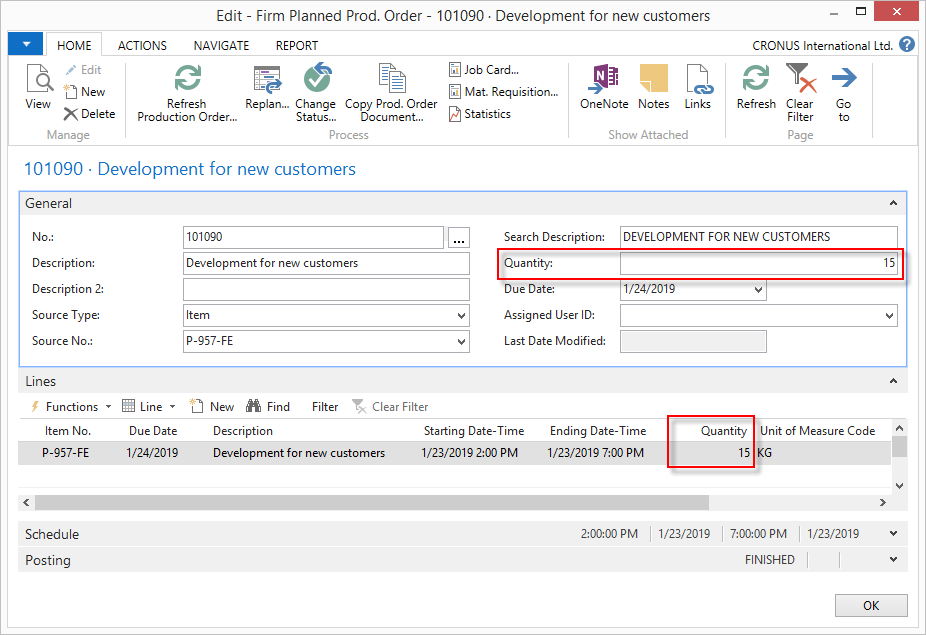 Edit - Firm Planned Prod. Order - 101090 · Development for new customers
HOME ACTIONS NAVIGATE REPORT CRONUS International Ltd. ?
View
Edit
New
Delete
Manage
Refresh Production Order...
Replan...
Change Status...
Copy Prod. Order Document...
Job Card...
Mat. Requisition...
Statistics
Process
OneNote
Notes
Links
Show Attached
Refresh
Clear Filter
Go to
Page
101090 · Development for new customers
General
No.: 101090 ...
Description: Development for new customers
Description 2:
Source Type: Item
Source No.: P-957-FE
Search Description: DEVELOPMENT FOR NEW CUSTOMERS
Quantity: 15
Due Date: 1/24/2019
Assigned User ID:
Last Date Modified:
Lines
Functions Line New Find Filter Clear Filter
Item No. Due Date Description Starting Date-Time Ending Date-Time Quantity Unit of Measure Code
P-957-FE 1/24/2019 Development for new customers 1/23/2019 2:00 PM 1/23/2019 7:00 PM 15 KG
Schedule 2:00:00 PM 1/23/2019 7:00:00 PM 1/23/2019
Posting FINISHED
OK